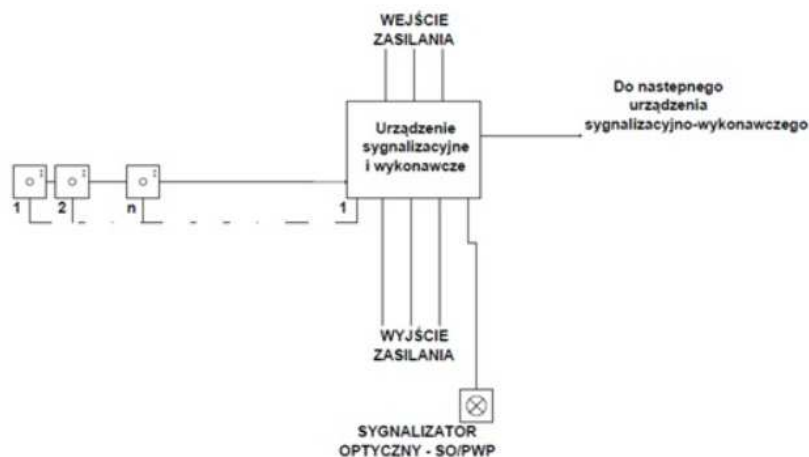 WEJŚCIE
ZASILANIA
Do nastepnego
urządzenia
sygnalizacyjno-wykonawczego
Urządzenie
sygnalizacyjne
i wykonawcze
1
2
n
1
WYJŚCIE
ZASILANIA
SYGNALIZATOR
OPTYCZNY - SO/PWP